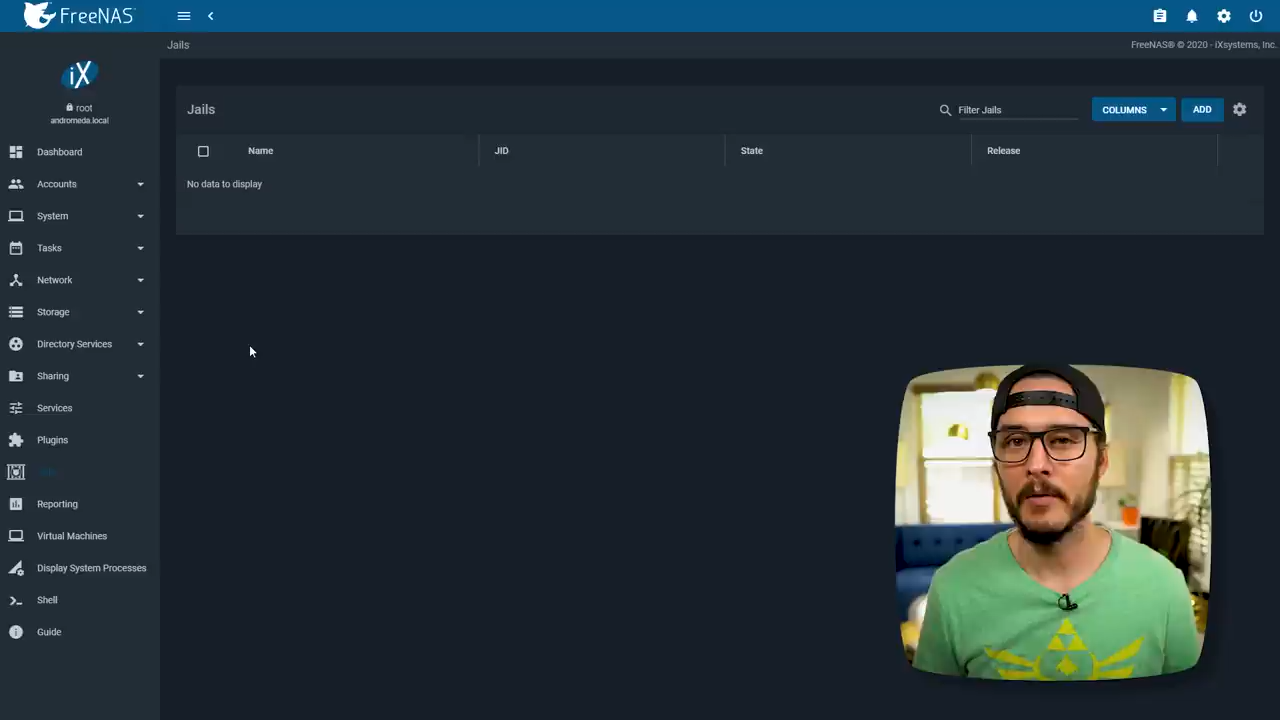 FreeNAS®
Jails
FreeNAS® © 2020 - iXsystems, Inc.
iX
root
andromeda.local
Dashboard
Accounts
System
Tasks
Network
Storage
Directory Services
Sharing
Services
Plugins
Reporting
Virtual Machines
Display System Processes
Shell
Guide
Jails
Filter Jails
COLUMNS
ADD
Name
JID
State
Release
No data to display